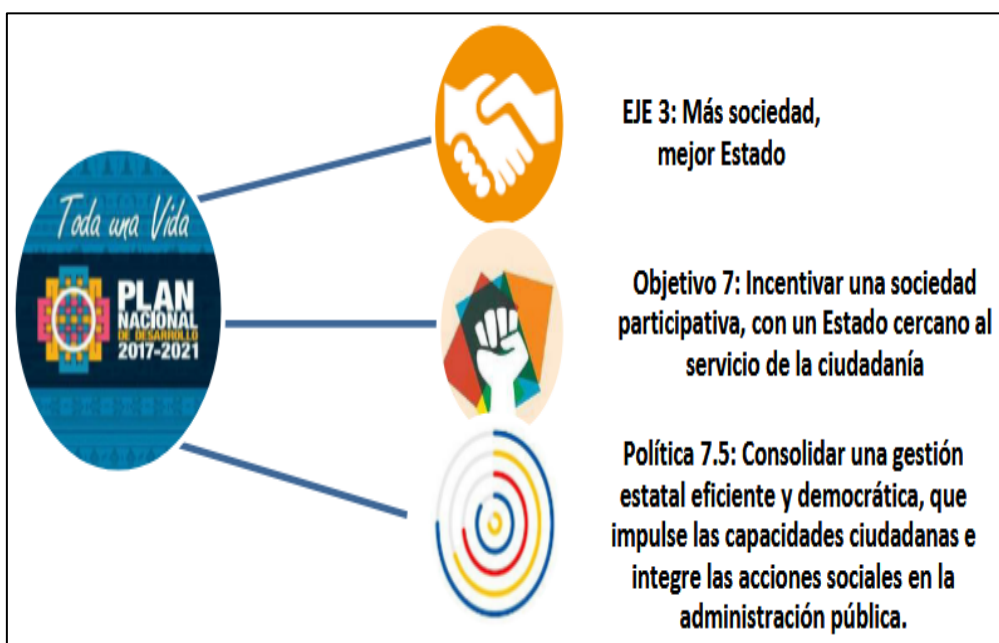 Toda una Vida
PLAN
NACIONAL
DE DESARROLLO
2017-2021
EJE 3: Más sociedad,
mejor Estado
Objetivo 7: Incentivar una sociedad
participativa, con un Estado cercano al
servicio de la ciudadanía
Política 7.5: Consolidar una gestión
estatal eficiente y democrática, que
impulse las capacidades ciudadanas e
integre las acciones sociales en la
administración pública.